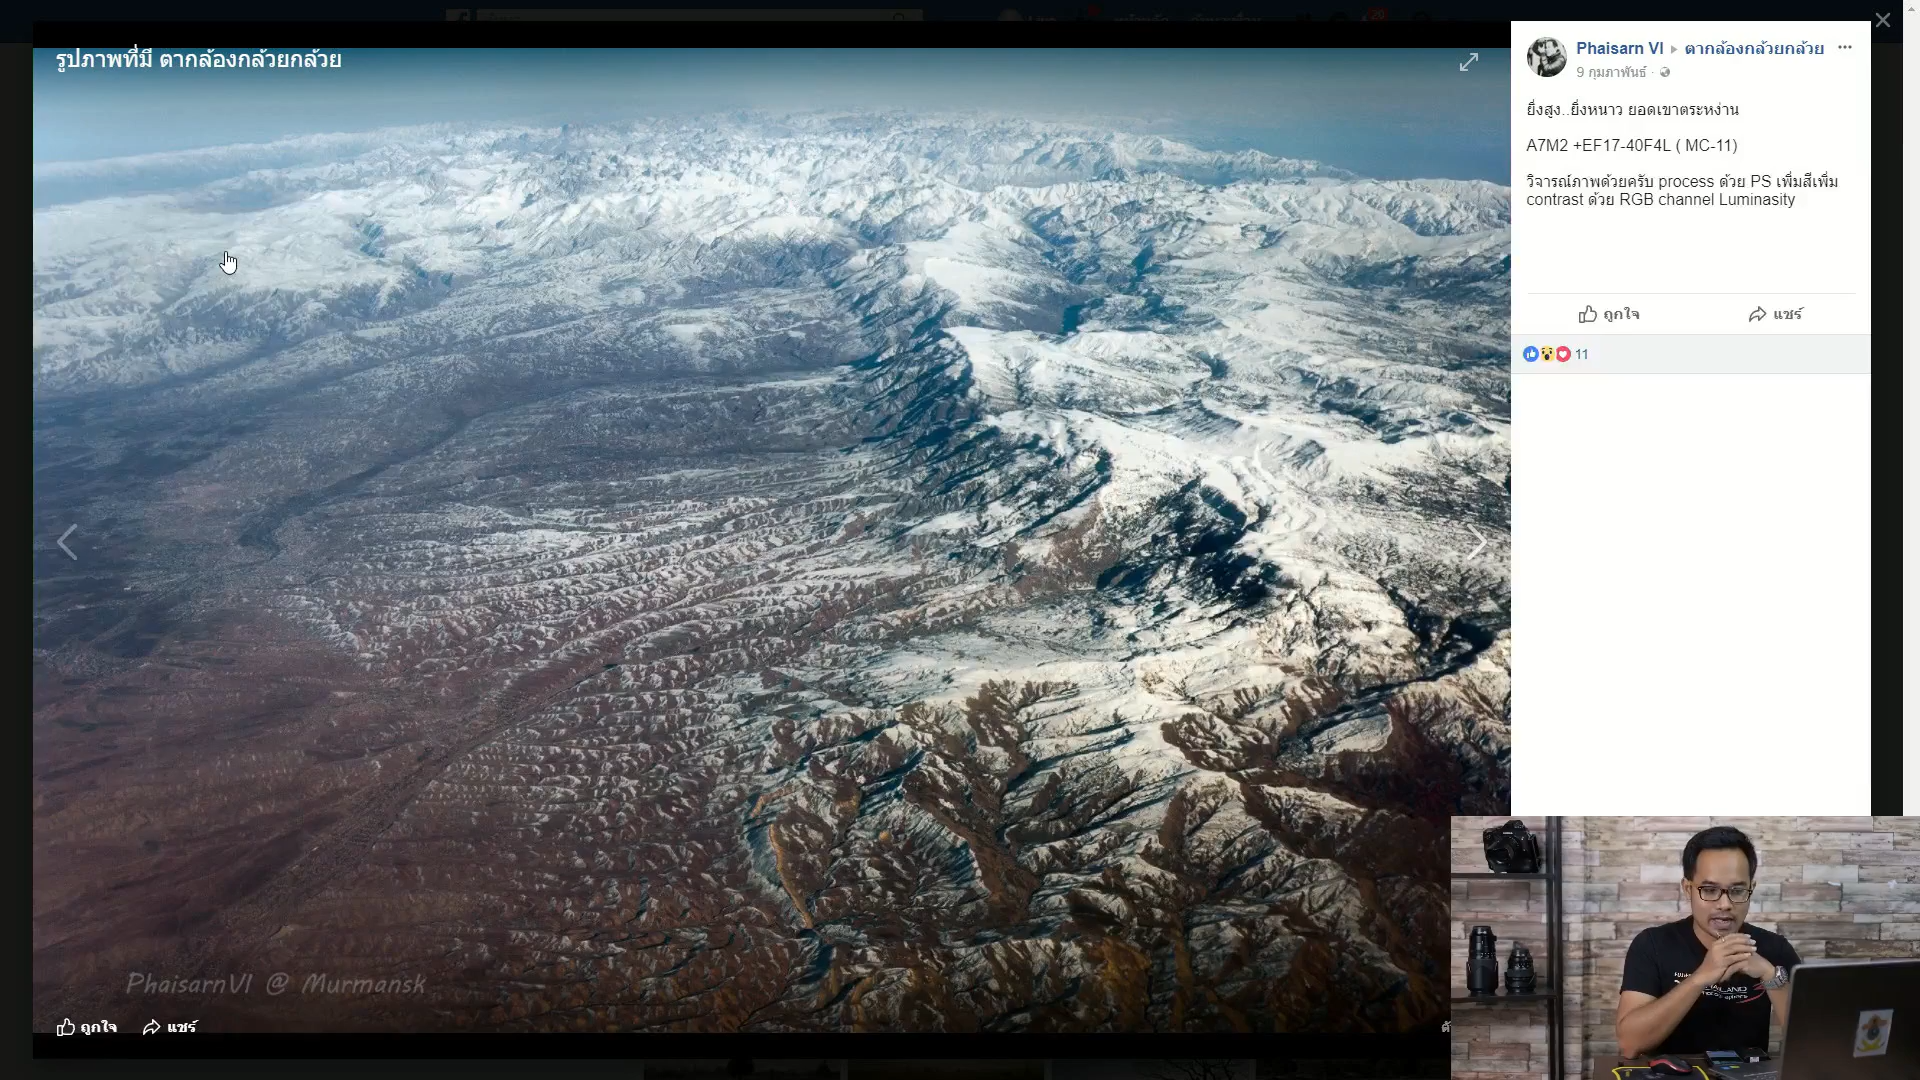 20
รูปภาพที่มี ตากล้องกล้วยกล้วย
Phaisarn VI ▸ ตากล้องกล้วยกล้วย ...
9 กุมภาพันธ์ ·
ยิ่งสูง..ยิ่งหนาว ยอดเขาตระหง่าน
A7M2 +EF17-40F4L ( MC-11)
วิจารณ์ภาพด้วยครับ process ด้วย PS เพิ่มสีเพิ่ม
contrast ด้วย RGB channel Luminasity
ถูกใจ แชร์
11
PhaisarnVI @ Murmansk
ถูกใจ แชร์